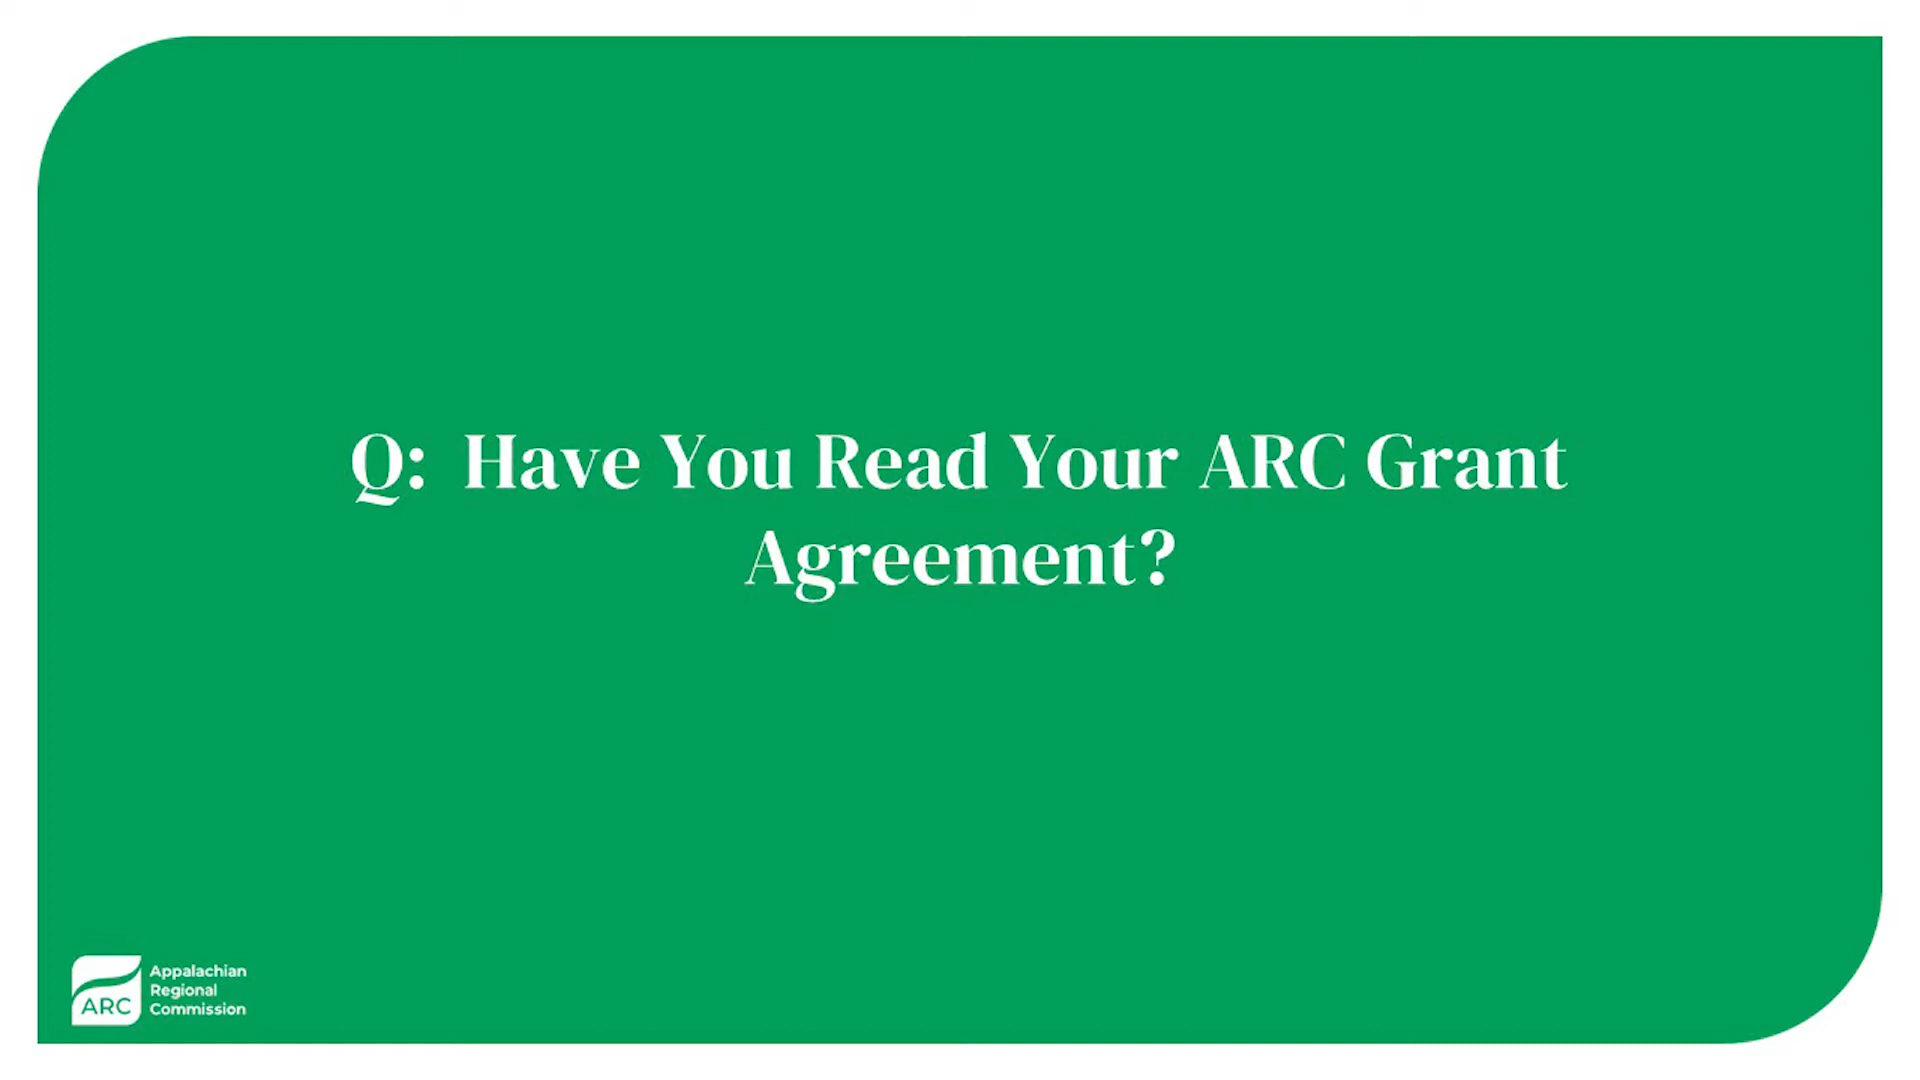 Q: Have You Read Your ARC Grant
Agreement?
ARC
Appalachian
Regional
Commission